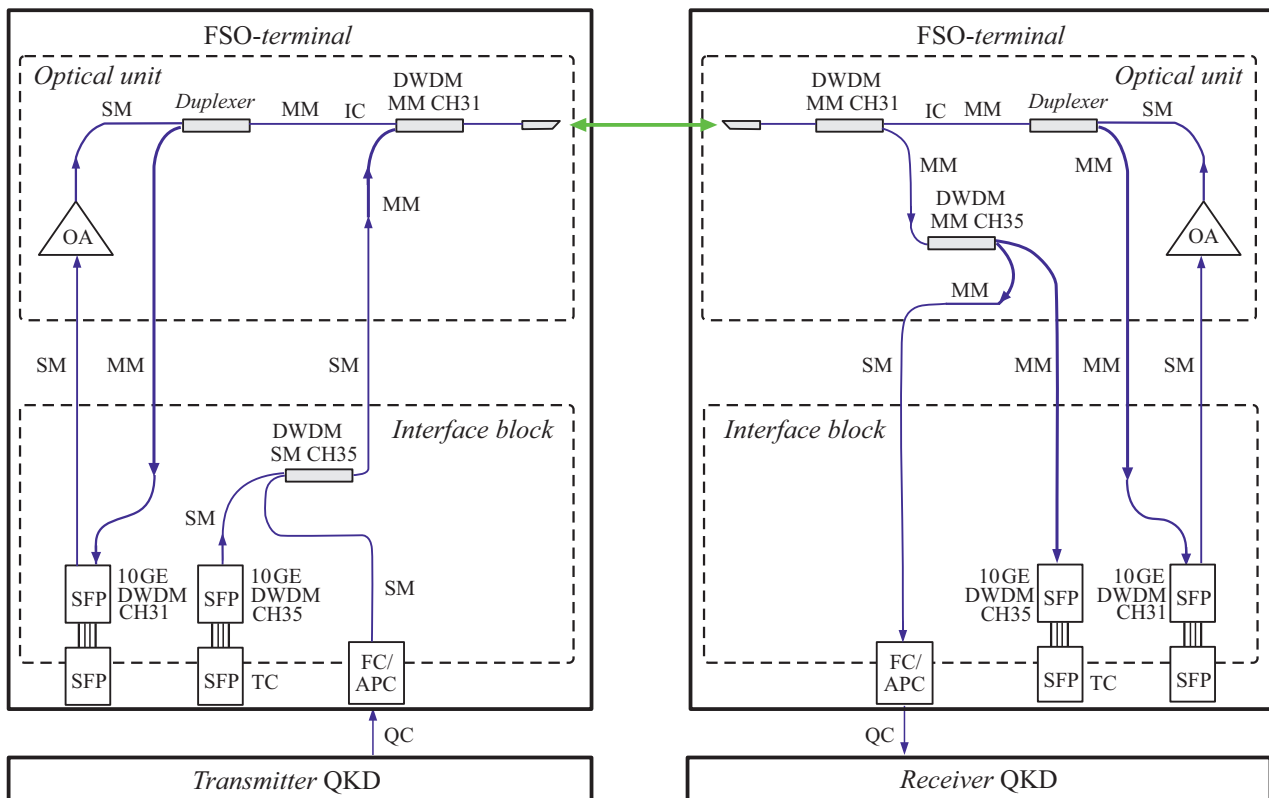 FSO-terminal
Optical unit
DWDM
MM CH31
SM
Duplexer
MM
IC
MM
OA
SM
MM
SM
Interface block
DWDM
SM CH35
SM
SM
SFP
10GE
DWDM
CH31
SFP
10GE
DWDM
CH35
SFP
SFP
TC
FC/
APC
QC
Transmitter QKD
FSO-terminal
Optical unit
DWDM
MM CH31
IC
MM
Duplexer
SM
MM
MM
DWDM
MM CH35
OA
MM
SM
MM
MM
SM
Interface block
10GE
DWDM
CH35
SFP
10GE
DWDM
CH31
SFP
FC/
APC
SFP
TC
SFP
QC
Receiver QKD